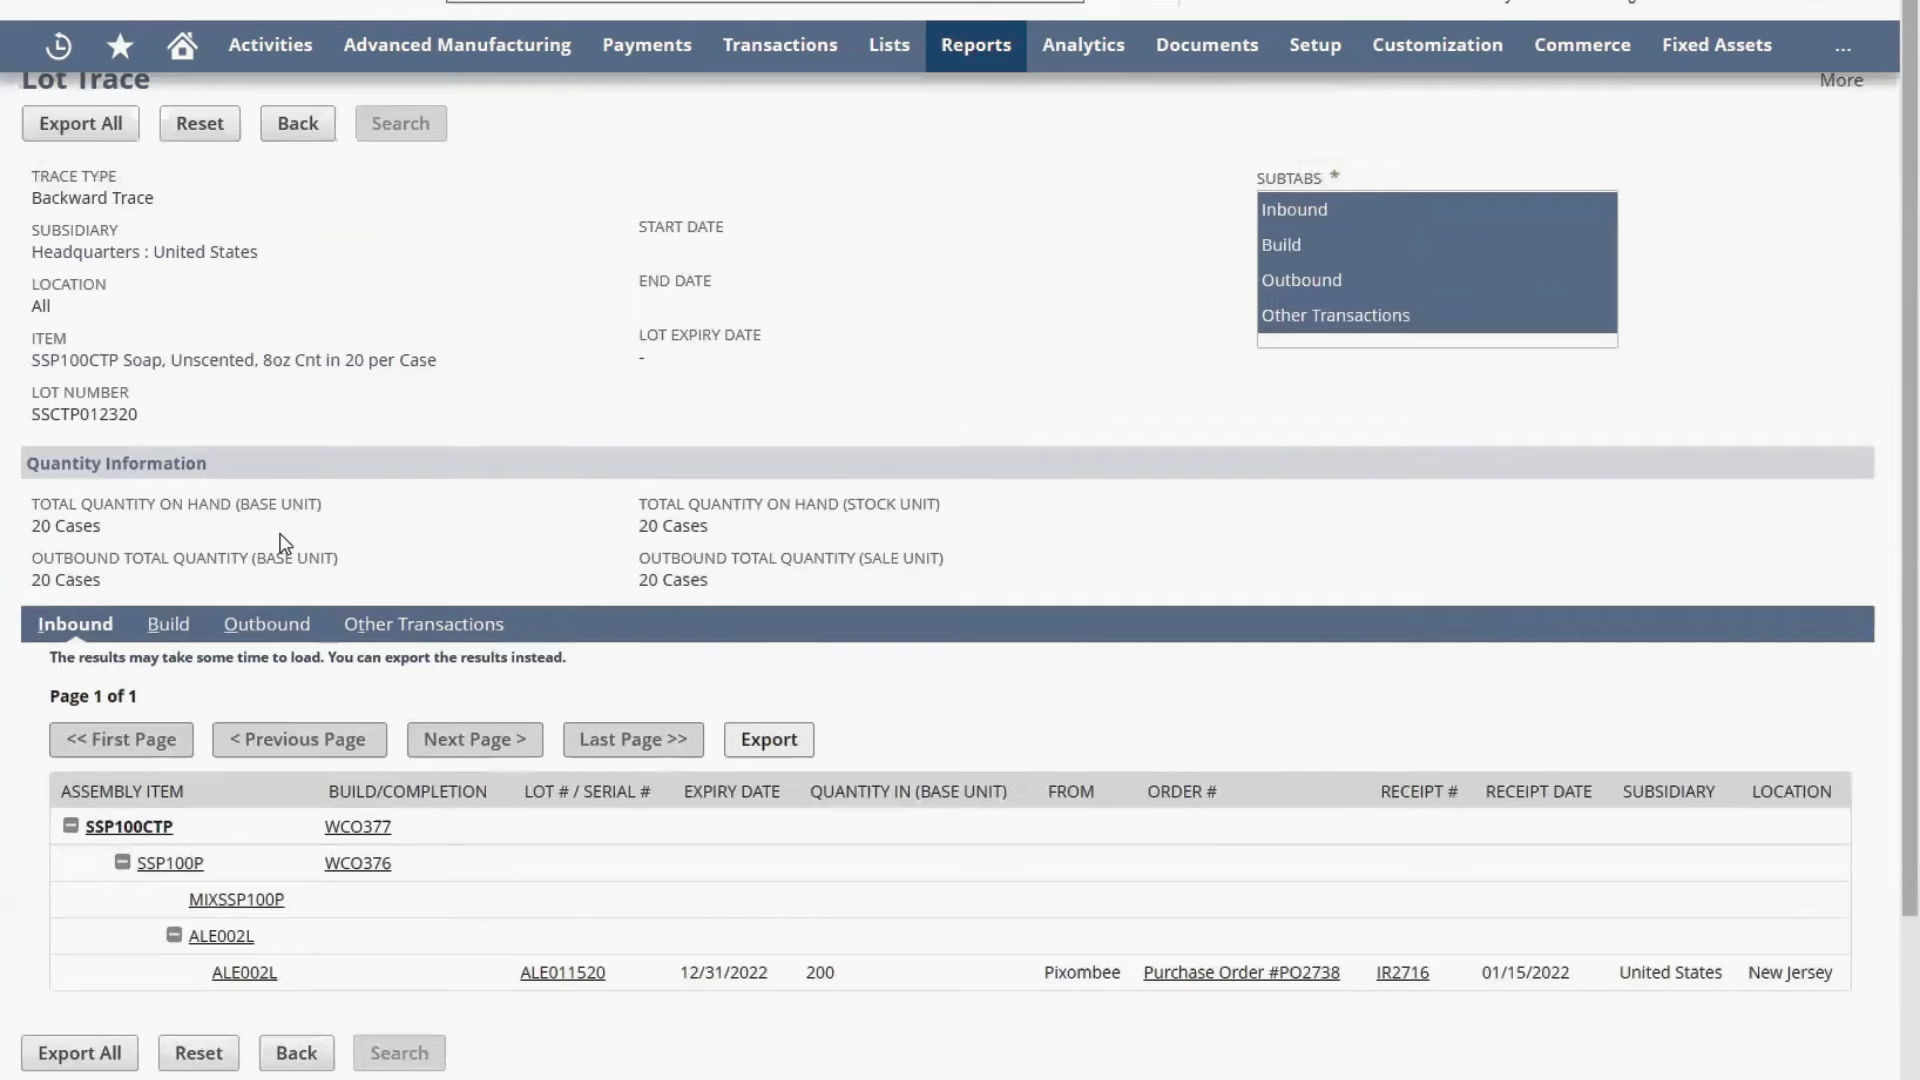 Activities Advanced Manufacturing Payments Transactions Lists Reports Analytics Documents Setup Customization Commerce Fixed Assets ...
Lot Trace More
Export All Reset Back Search
TRACE TYPE
Backward Trace
SUBSIDIARY
Headquarters : United States
LOCATION
All
ITEM
SSP100CTP Soap, Unscented, 8oz Cnt in 20 per Case
LOT NUMBER
SSCTP012320
START DATE
END DATE
LOT EXPIRY DATE
-
SUBTABS *
Inbound
Build
Outbound
Other Transactions
Quantity Information
TOTAL QUANTITY ON HAND (BASE UNIT) TOTAL QUANTITY ON HAND (STOCK UNIT)
20 Cases 20 Cases
OUTBOUND TOTAL QUANTITY (BASE UNIT) OUTBOUND TOTAL QUANTITY (SALE UNIT)
20 Cases 20 Cases
Inbound Build Outbound Other Transactions
The results may take some time to load. You can export the results instead.
Page 1 of 1
<< First Page < Previous Page Next Page > Last Page >> Export
ASSEMBLY ITEM BUILD/COMPLETION LOT # / SERIAL # EXPIRY DATE QUANTITY IN (BASE UNIT) FROM ORDER # RECEIPT # RECEIPT DATE SUBSIDIARY LOCATION
SSP100CTP WCO377
SSP100P WCO376
MIXSSP100P
ALE002L
ALE002L ALE011520 12/31/2022 200 Pixombee Purchase Order #PO2738 IR2716 01/15/2022 United States New Jersey
Export All Reset Back Search